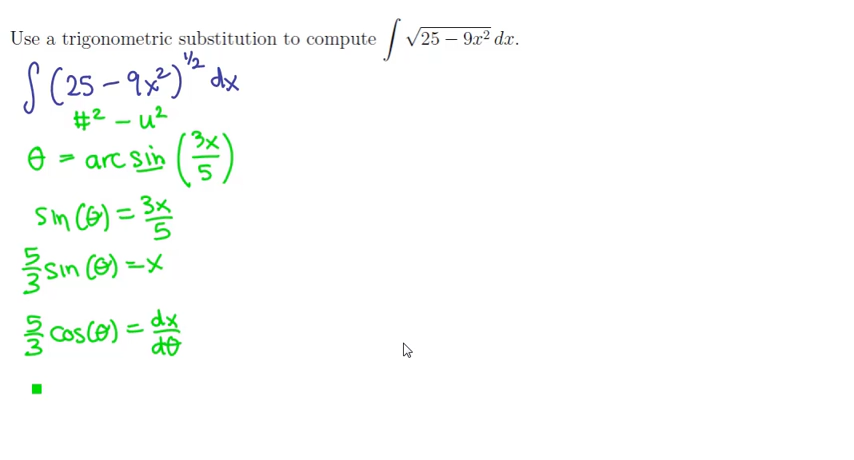 Use a trigonometric substitution to compute ∫ √(25 − 9x²) dx.
∫ (25 − 9x²)^(1/2) dx
#² − u²
θ = arcsin(3x/5)
sin(θ) = 3x/5
5/3 sin(θ) = x
5/3 cos(θ) = dx/dθ